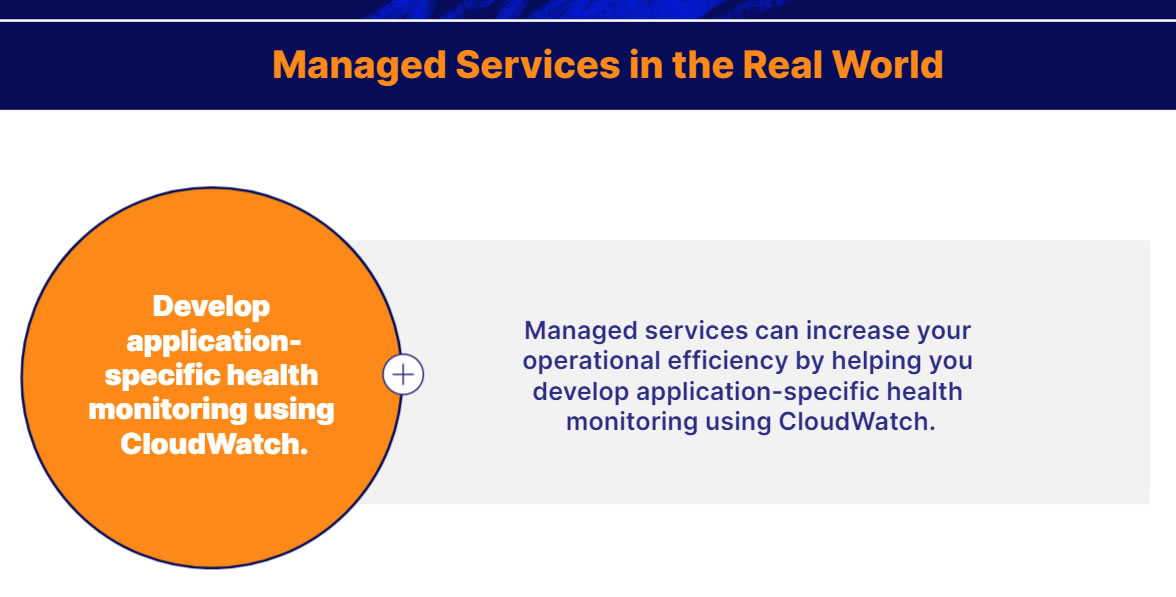 Managed Services in the Real World
Develop
application-
specific health
monitoring using
CloudWatch.
Managed services can increase your
operational efficiency by helping you
develop application-specific health
monitoring using CloudWatch.